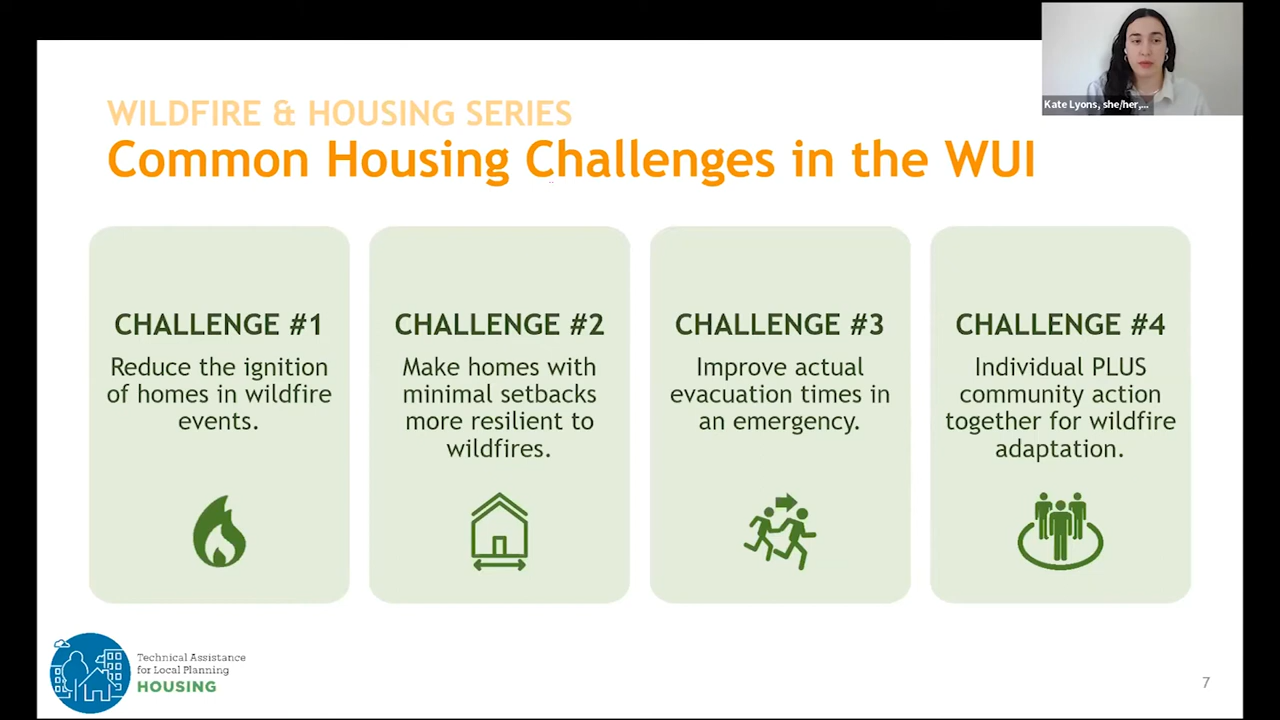 Kate Lyons, she/her,...
WILDFIRE & HOUSING SERIES
Common Housing Challenges in the WUI
CHALLENGE #1
Reduce the ignition
of homes in wildfire
events.
CHALLENGE #2
Make homes with
minimal setbacks
more resilient to
wildfires.
CHALLENGE #3
Improve actual
evacuation times in
an emergency.
CHALLENGE #4
Individual PLUS
community action
together for wildfire
adaptation.
Technical Assistance
for Local Planning
HOUSING
7